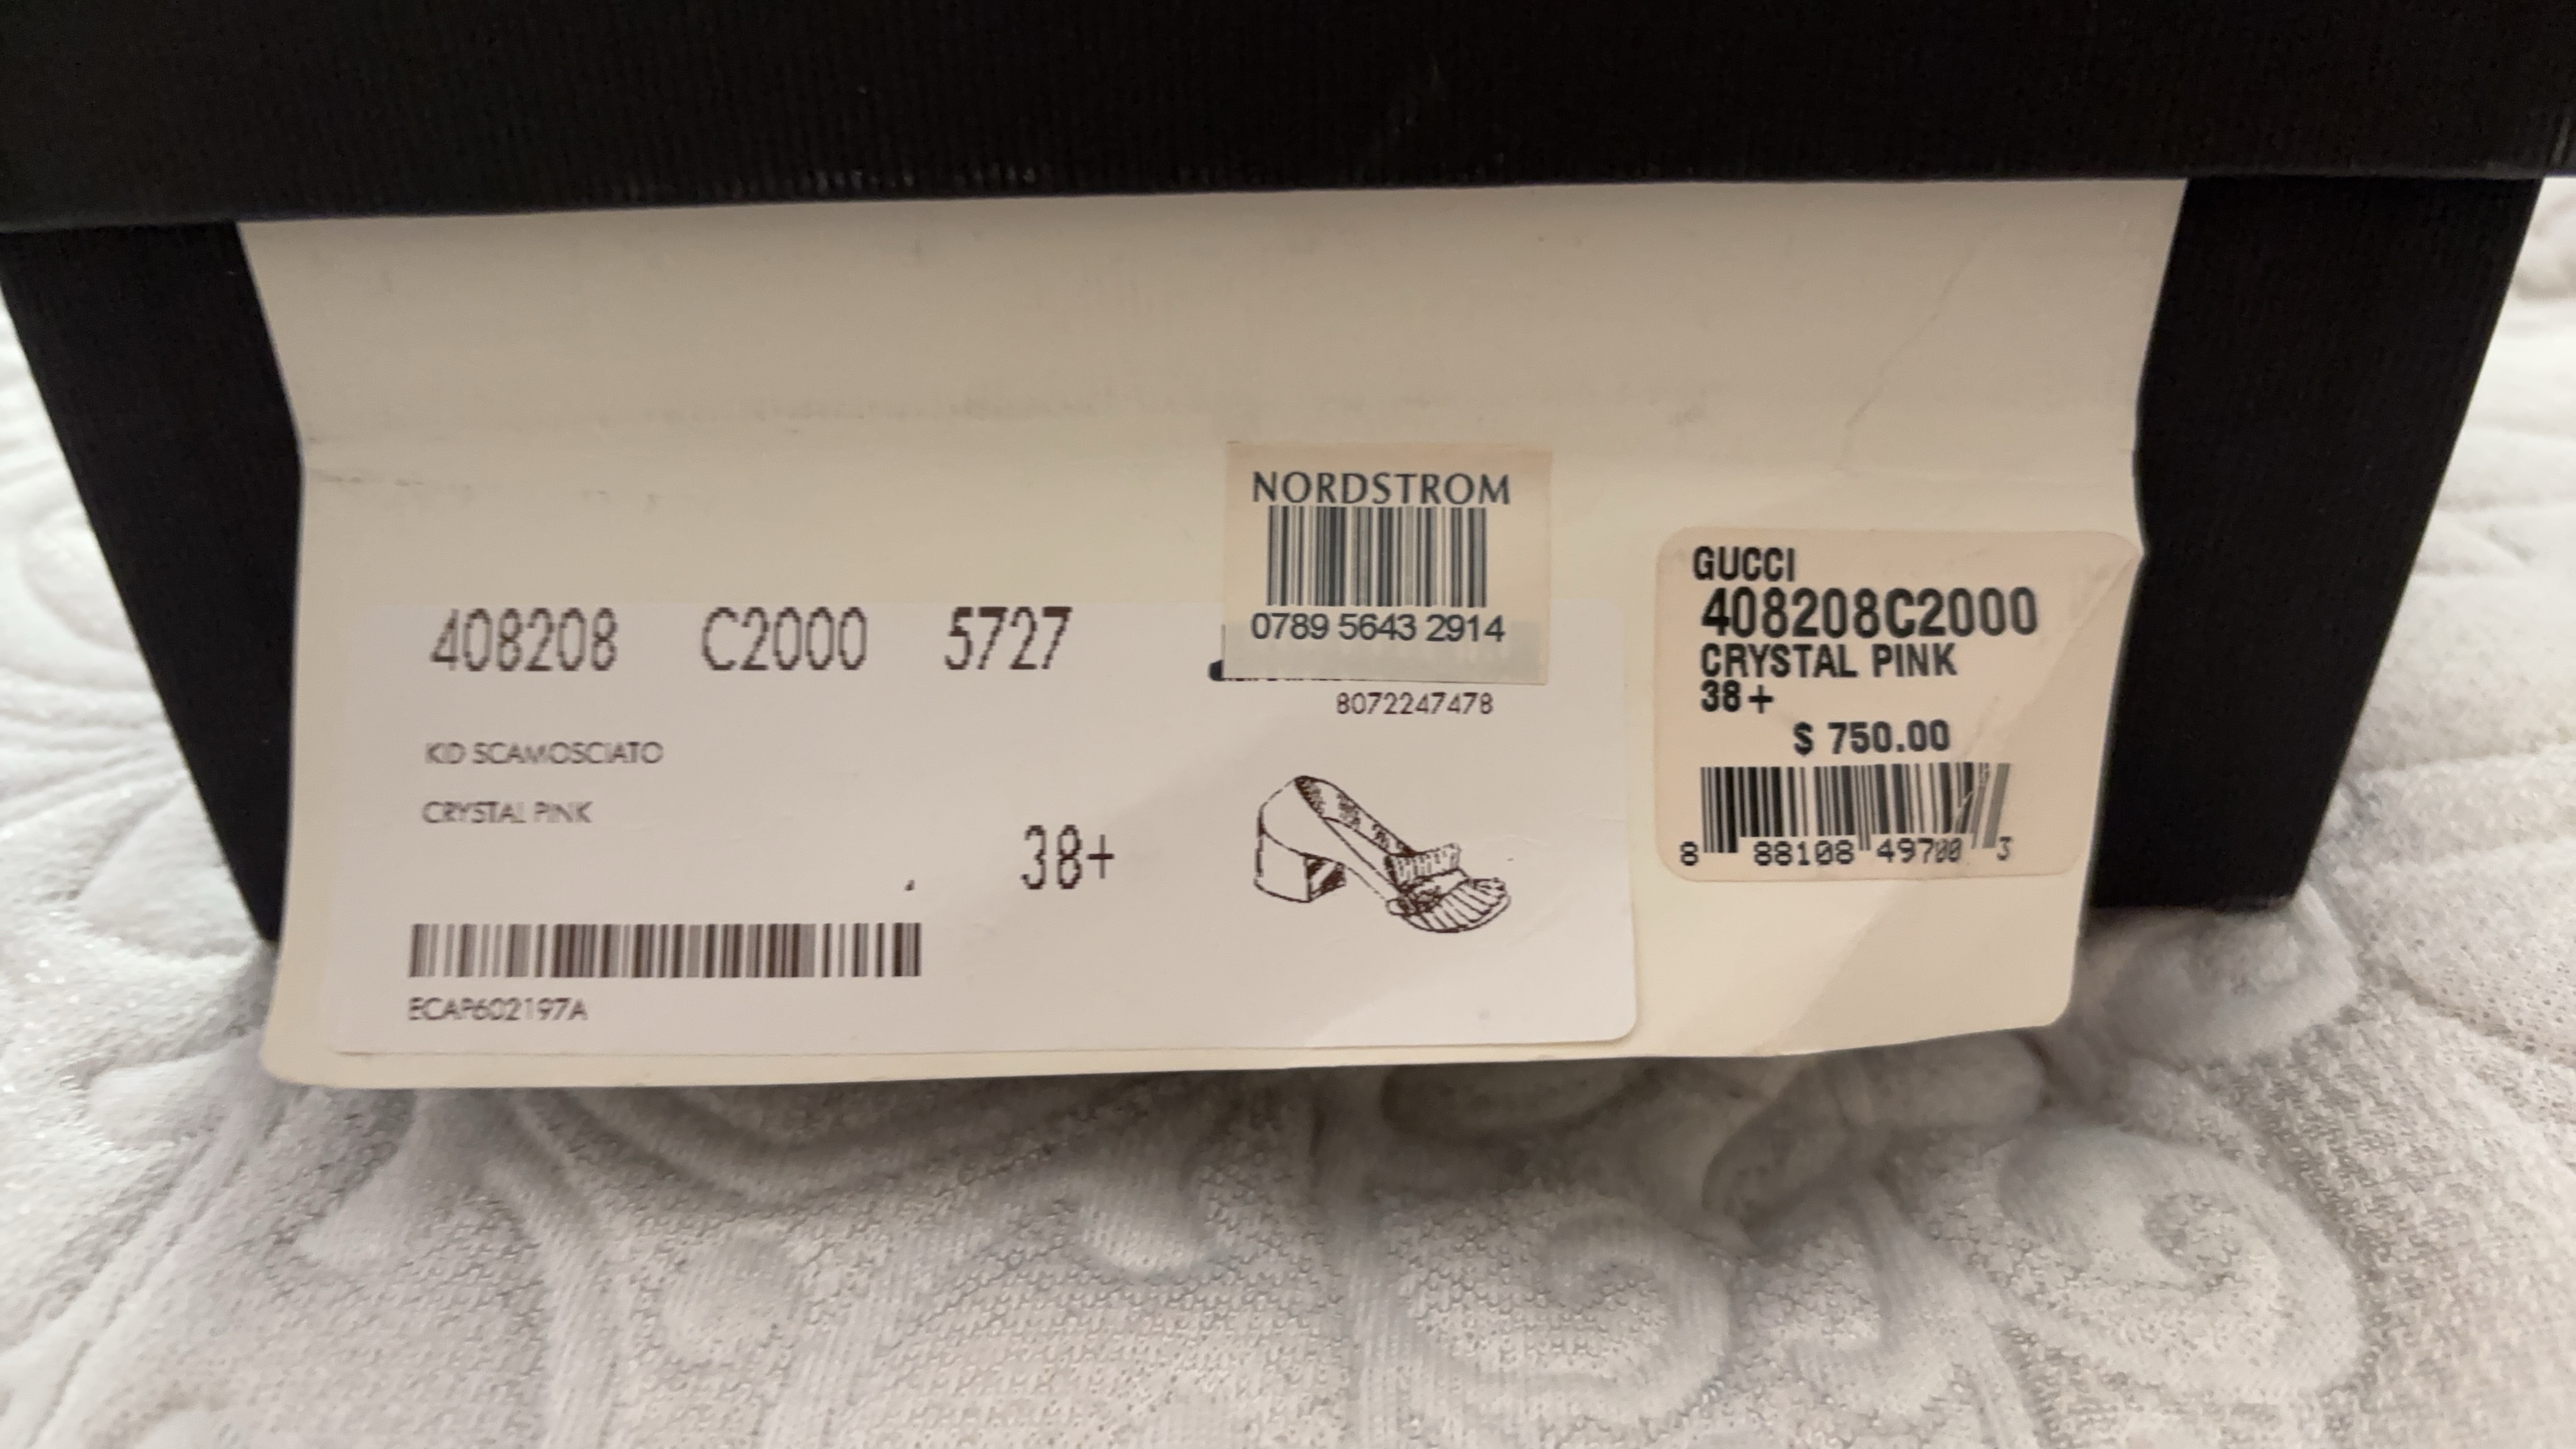 NORDSTROM
0789 5643 2914
408208 C2000 5727
8072247478
KID SCAMOSCIATO
CRYSTAL PINK
38+
ECAP602197A
GUCCI
408208C2000
CRYSTAL PINK
38+
$ 750.00
8 88108 49700 3